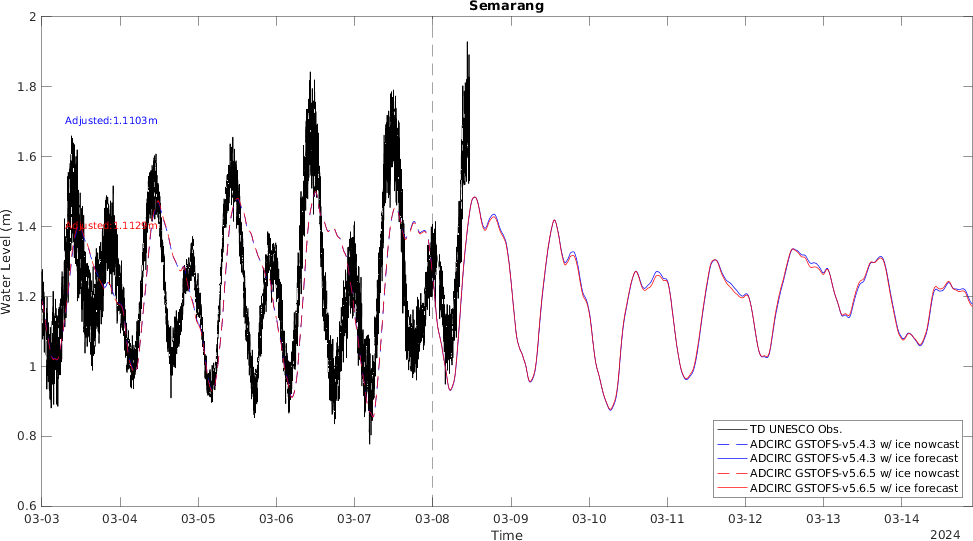 Semarang
2
1.8
1.6
1.4
1.2
1
0.8
0.6
Water Level (m)
Adjusted:1.1103m
Adjusted:1.1129m
TD UNESCO Obs.
ADCIRC GSTOFS-v5.4.3 w/ ice nowcast
ADCIRC GSTOFS-v5.4.3 w/ ice forecast
ADCIRC GSTOFS-v5.6.5 w/ ice nowcast
ADCIRC GSTOFS-v5.6.5 w/ ice forecast
03-03 03-04 03-05 03-06 03-07 03-08 03-09 03-10 03-11 03-12 03-13 03-14
Time
2024